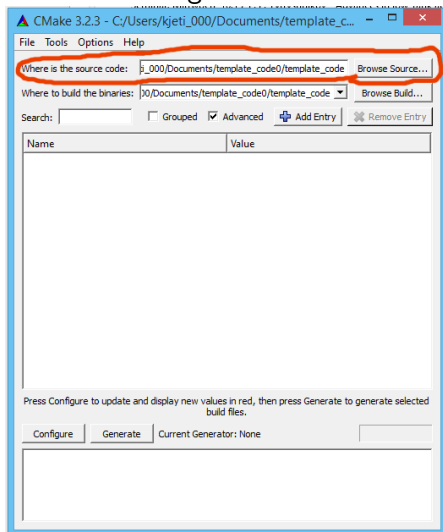 CMake 3.2.3 - C:/Users/kjeti_000/Documents/template_c...
File Tools Options Help
Where is the source code: ti_000/Documents/template_code0/template_code Browse Source...
Where to build the binaries: 00/Documents/template_code0/template_code Browse Build...
Search: Grouped Advanced Add Entry Remove Entry
Name Value
Press Configure to update and display new values in red, then press Generate to generate selected
build files.
Configure Generate Current Generator: None